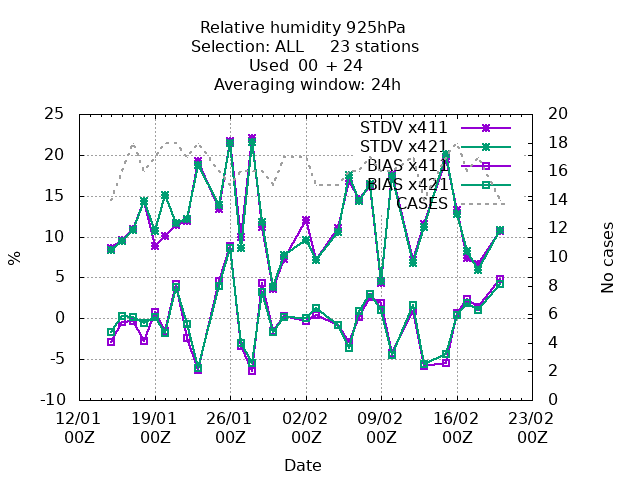 Relative humidity 925hPa
Selection: ALL 23 stations
Used 00 + 24
Averaging window: 24h
25 20
20 18
15 16
10 14
5 12
0 10
-5 8
-10 6
4
2
0
%
No cases
STDV x411
STDV x421
BIAS x411
BIAS x421
CASES
12/01 19/01 26/01 02/02 09/02 16/02 23/02
00Z 00Z 00Z 00Z 00Z 00Z 00Z
Date